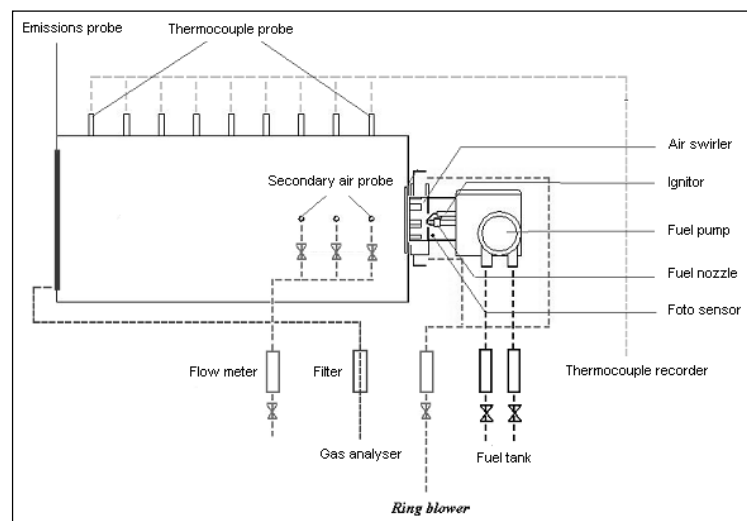 Emissions probe
Thermocouple probe
Air swirler
Secondary air probe
Ignitor
Fuel pump
Fuel nozzle
Foto sensor
Flow meter
Filter
Thermocouple recorder
Gas analyser
Fuel tank
Ring blower